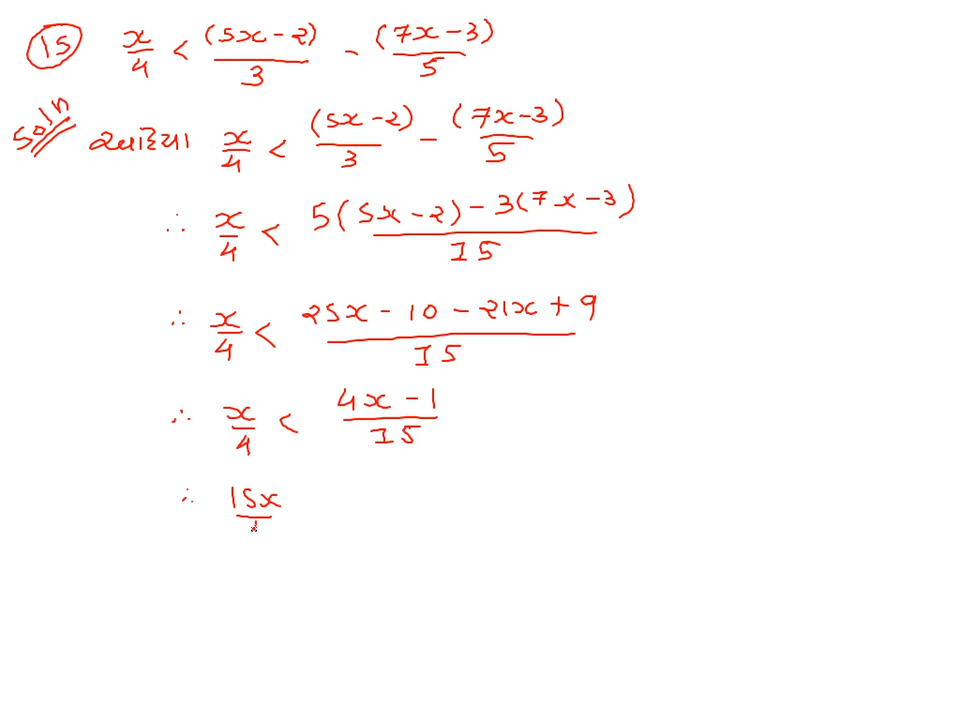 (15) x/4 < (5x-2)/3 - (7x-3)/5
Soln અહિયા x/4 < (5x-2)/3 - (7x-3)/5
∴ x/4 < 5(5x-2)-3(7x-3)/15
∴ x/4 < 25x-10-21x+9/15
∴ x/4 < 4x-1/15
∴ 15x/